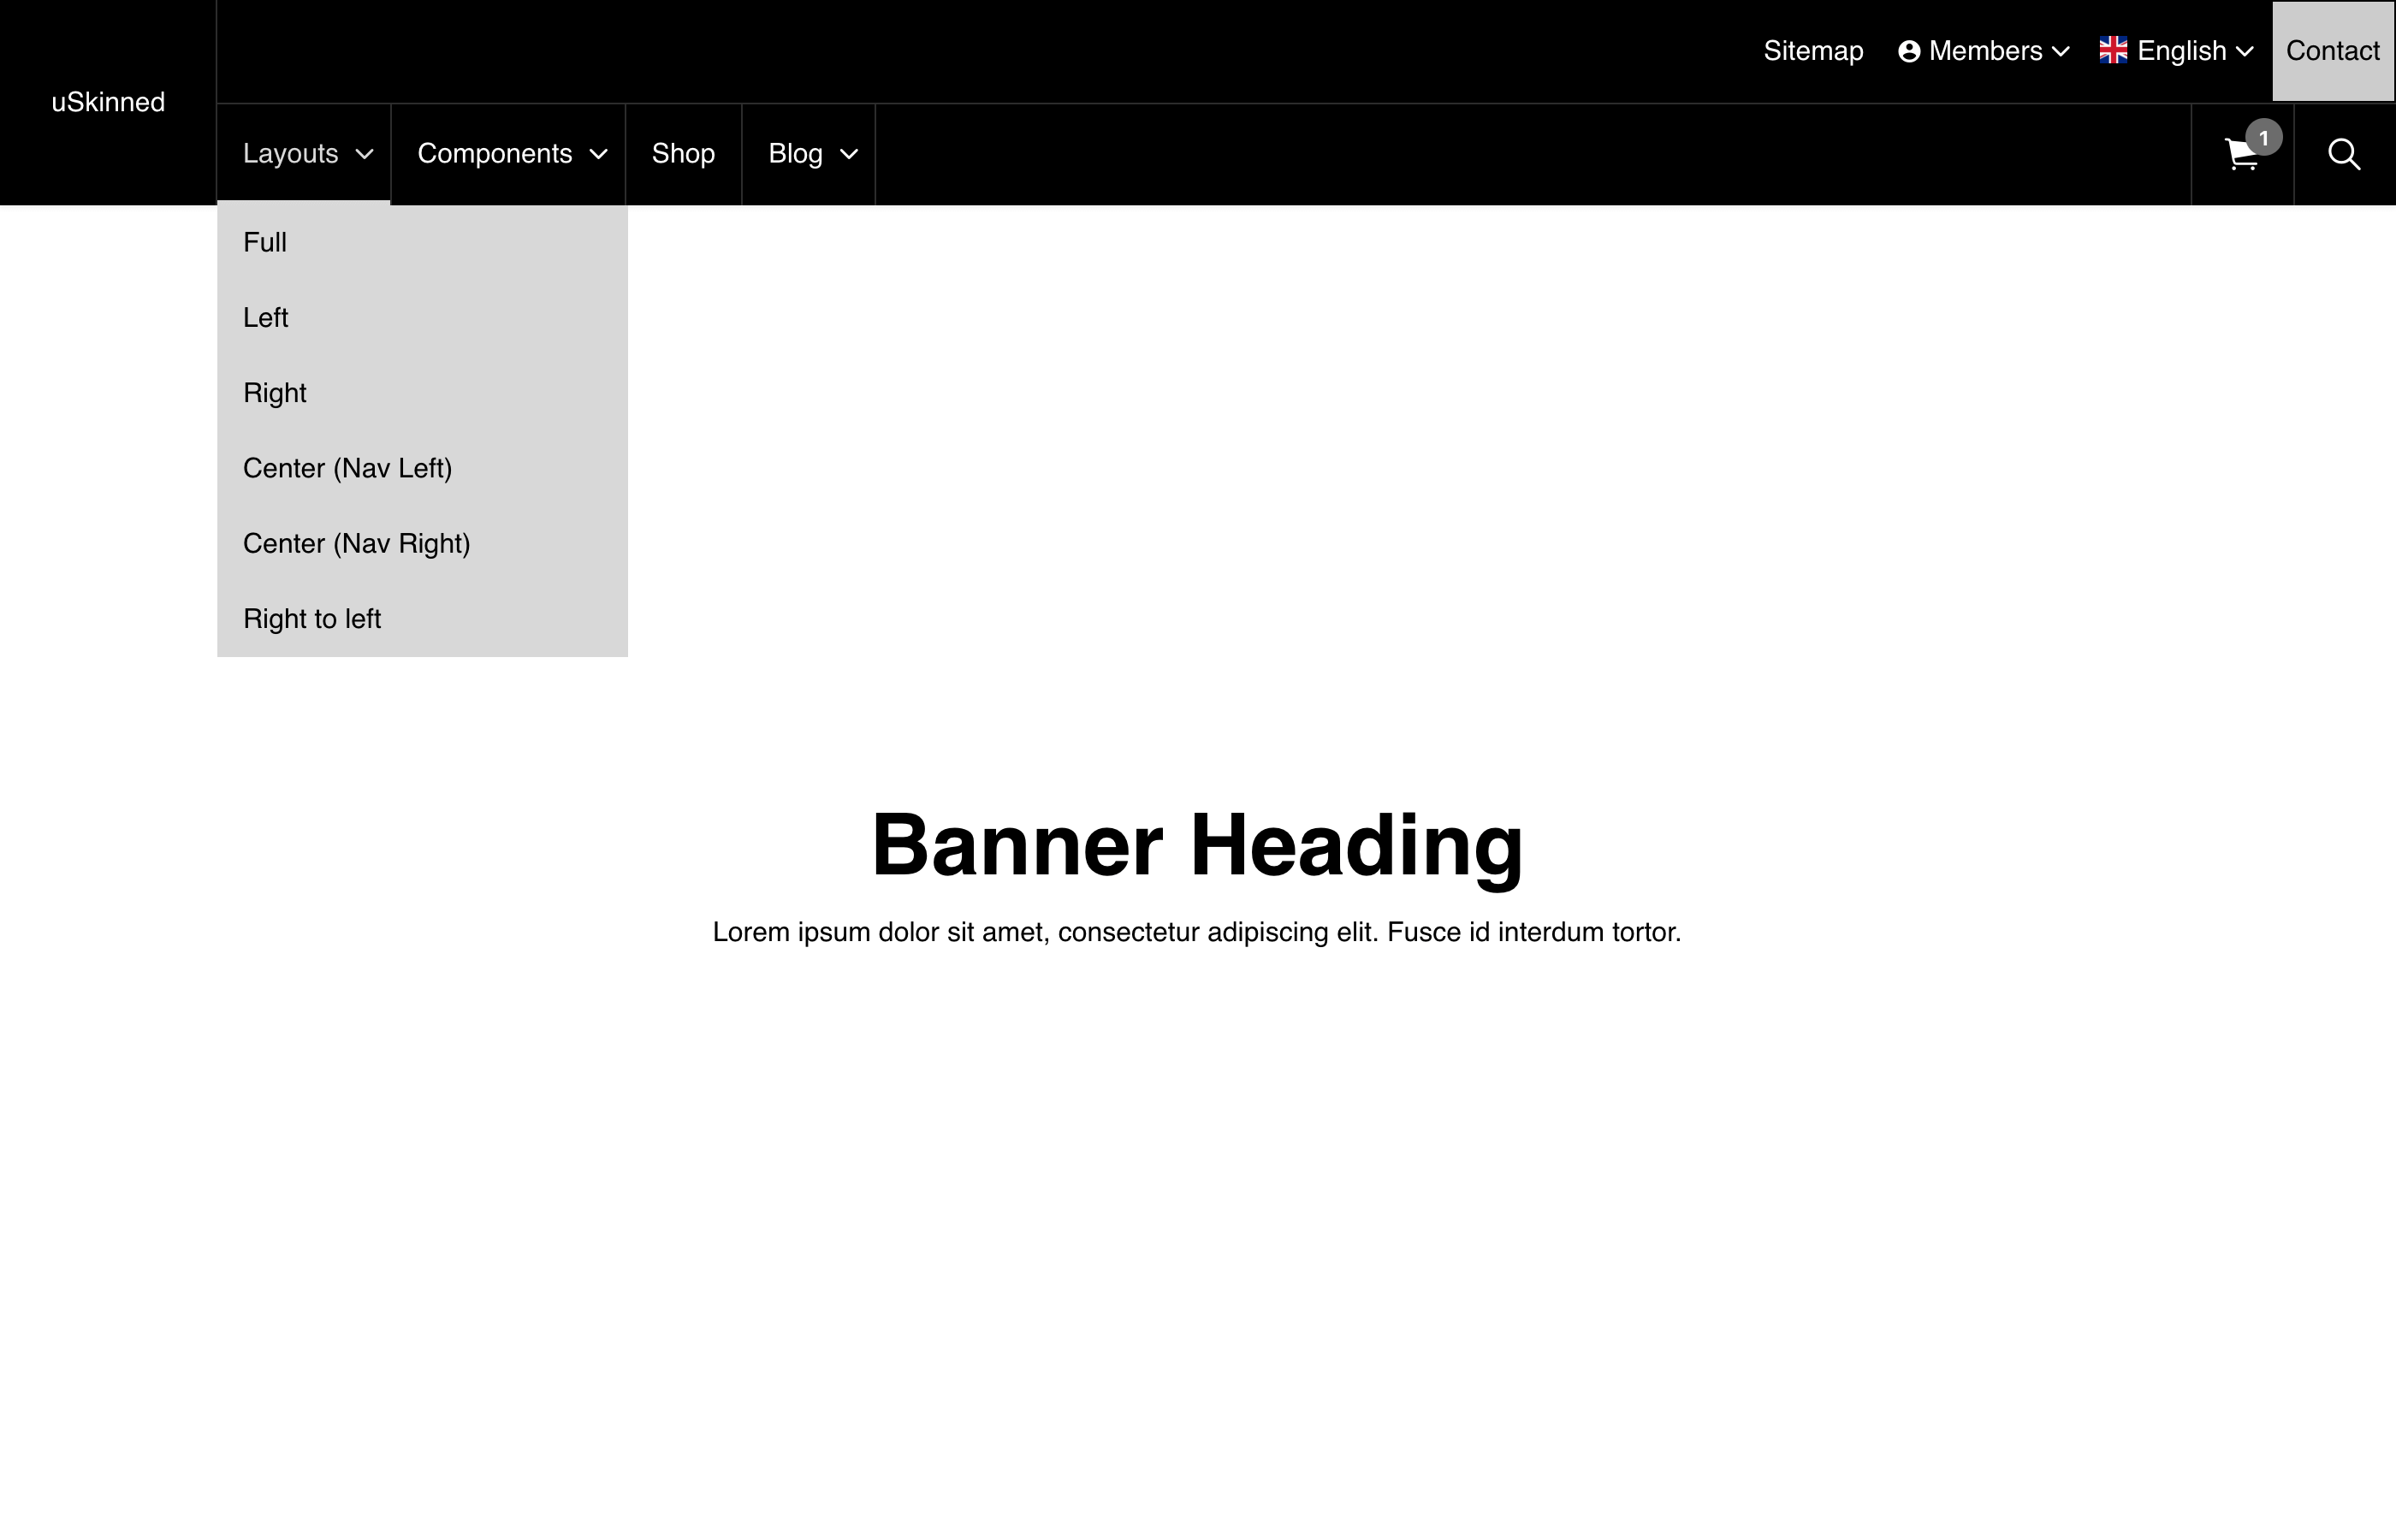 uSkinned
Sitemap
Members
English
Contact
Layouts
Components
Shop
Blog
1
Full
Left
Right
Center (Nav Left)
Center (Nav Right)
Right to left
Banner Heading
Lorem ipsum dolor sit amet, consectetur adipiscing elit. Fusce id interdum tortor.